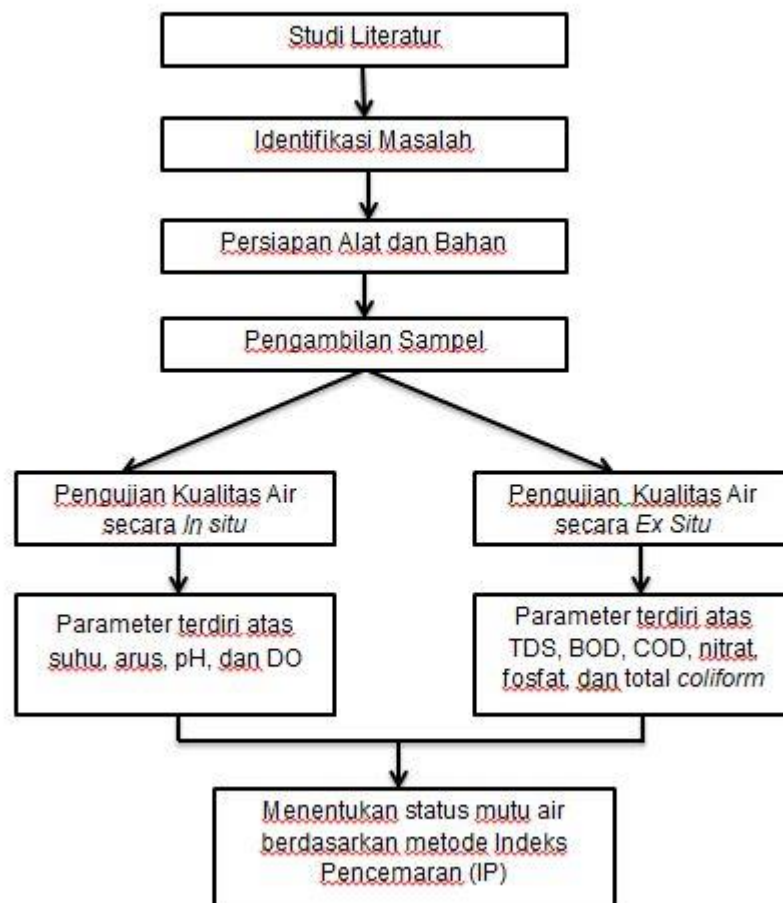 Studi Literatur
Identifikasi Masalah
Persiapan Alat dan Bahan
Pengambilan Sampel
Pengujian Kualitas Air
secara In situ
Pengujian Kualitas Air
secara Ex Situ
Parameter terdiri atas
suhu, arus, pH, dan DO
Parameter terdiri atas
TDS, BOD, COD, nitrat,
fosfat, dan total coliform
Menentukan status mutu air
berdasarkan metode Indeks
Pencemaran (IP)